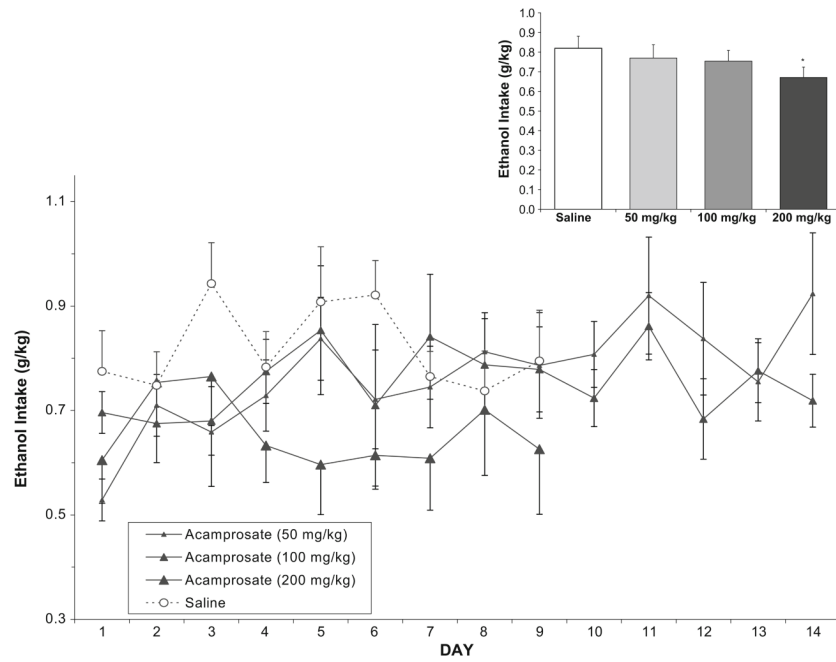 Ethanol Intake (g/kg)
1.0
0.9
0.8
0.7
0.6
0.5
0.4
0.3
0.2
0.1
0.0
*
Saline 50 mg/kg 100 mg/kg 200 mg/kg
Ethanol Intake (g/kg)
1.1
0.9
0.7
0.5
0.3
Acamprosate (50 mg/kg)
Acamprosate (100 mg/kg)
Acamprosate (200 mg/kg)
Saline
1 2 3 4 5 6 7 8 9 10 11 12 13 14
DAY